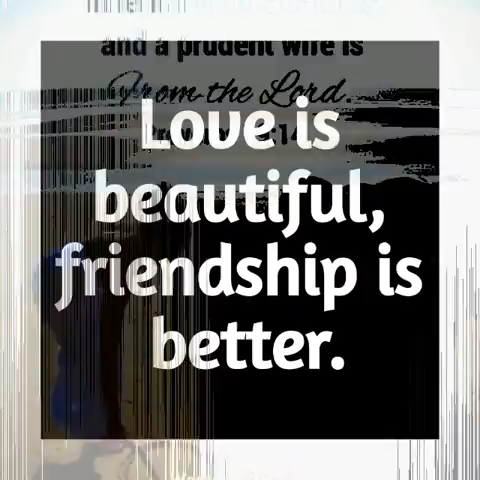 and a prudent wife is
from the Lord
Love is
beautiful,
friendship is
better.